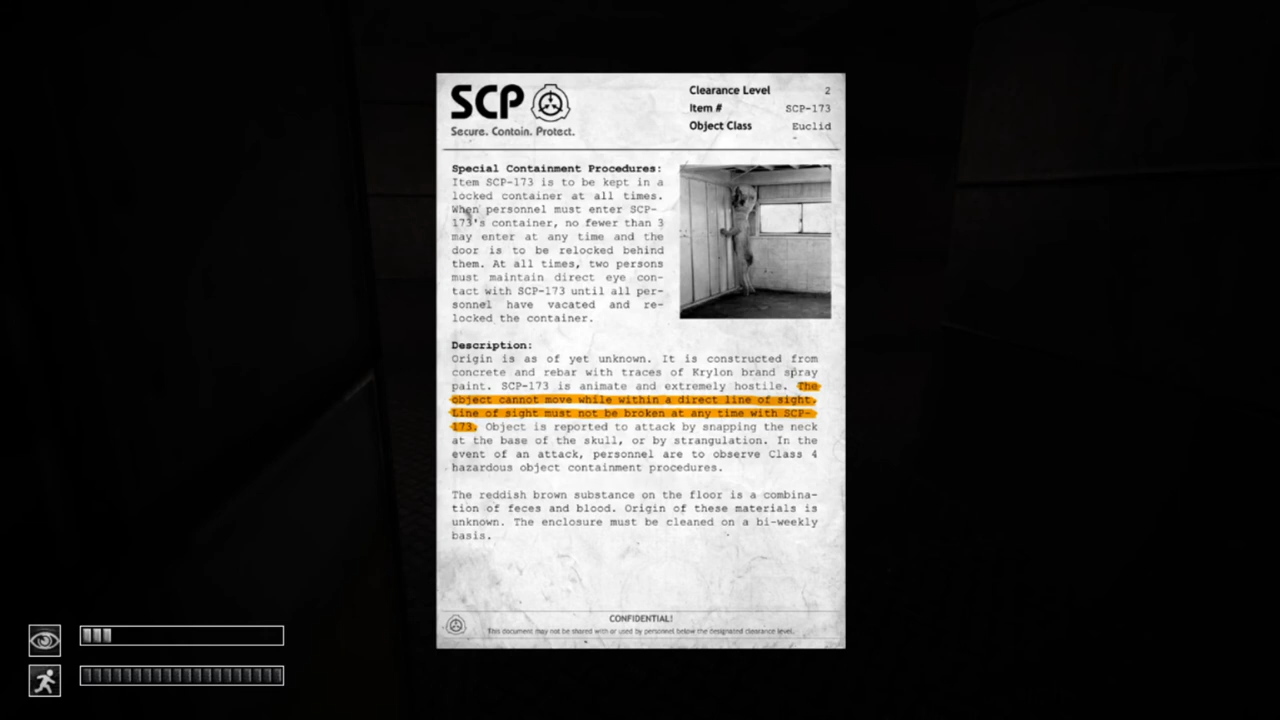 SCP
Secure. Contain. Protect.
Clearance Level 2
Item # SCP-173
Object Class Euclid
Special Containment Procedures:
Item SCP-173 is to be kept in a
locked container at all times.
When personnel must enter SCP-
173's container, no fewer than 3
may enter at any time and the
door is to be relocked behind
them. At all times, two persons
must maintain direct eye con-
tact with SCP-173 until all per-
sonnel have vacated and re-
locked the container.
Description:
Origin is as of yet unknown. It is constructed from
concrete and rebar with traces of Krylon brand spray
paint. SCP-173 is animate and extremely hostile. The
object cannot move while within a direct line of sight.
Line of sight must not be broken at any time with SCP-
173. Object is reported to attack by snapping the neck
at the base of the skull, or by strangulation. In the
event of an attack, personnel are to observe Class 4
hazardous object containment procedures.
The reddish brown substance on the floor is a combina-
tion of feces and blood. Origin of these materials is
unknown. The enclosure must be cleaned on a bi-weekly
basis.
CONFIDENTIAL!
This document may not be shared with or used by personnel below the designated clearance level.